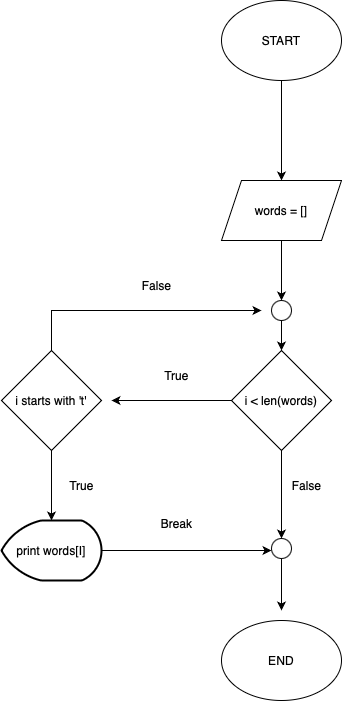 START
words = []
False
True
i starts with 't'
i < len(words)
True
False
print words[I]
Break
END